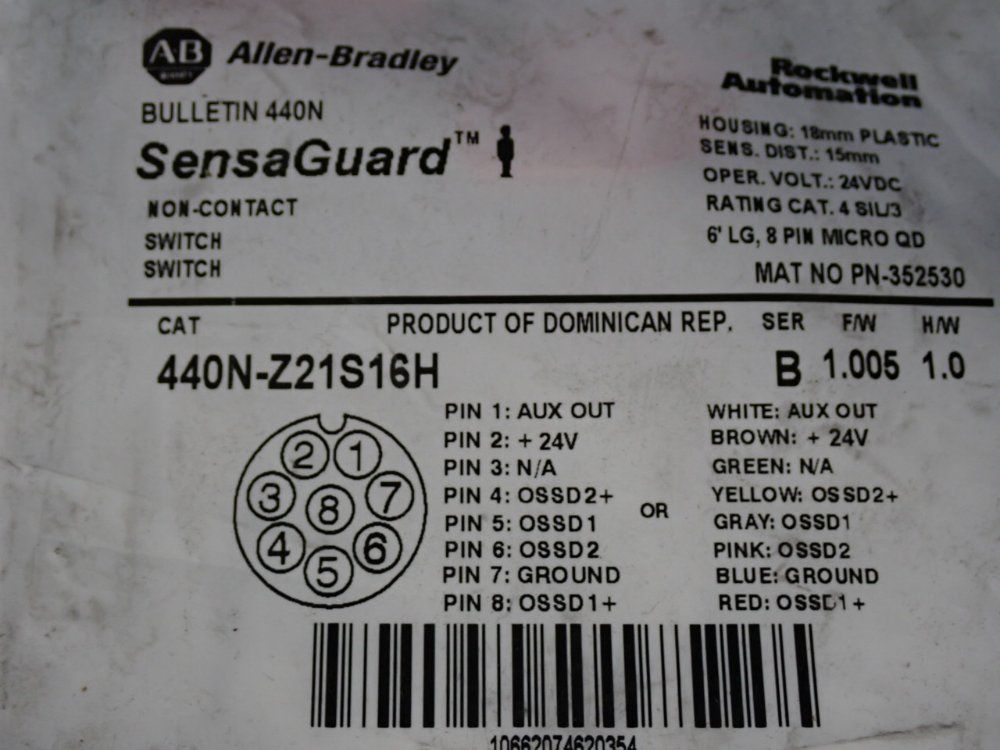 AB Allen-Bradley
Rockwell
Automation
BULLETIN 440N
SensaGuard™
NON-CONTACT
SWITCH
SWITCH
HOUSING: 18mm PLASTIC
SENS. DIST.: 15mm
OPER. VOLT.: 24VDC
RATING CAT. 4 SIL/3
6' LG, 8 PIN MICRO QD
MAT NO PN-352530
CAT PRODUCT OF DOMINICAN REP. SER F/W H/W
440N-Z21S16H B 1.005 1.0
2 1
3 8 7
4 6
5
PIN 1: AUX OUT
PIN 2: + 24V
PIN 3: N/A
PIN 4: OSSD2+
PIN 5: OSSD1
PIN 6: OSSD2
PIN 7: GROUND
PIN 8: OSSD1+
OR
WHITE: AUX OUT
BROWN: + 24V
GREEN: N/A
YELLOW: OSSD2+
GRAY: OSSD1
PINK: OSSD2
BLUE: GROUND
RED: OSSD1+
10662074620354